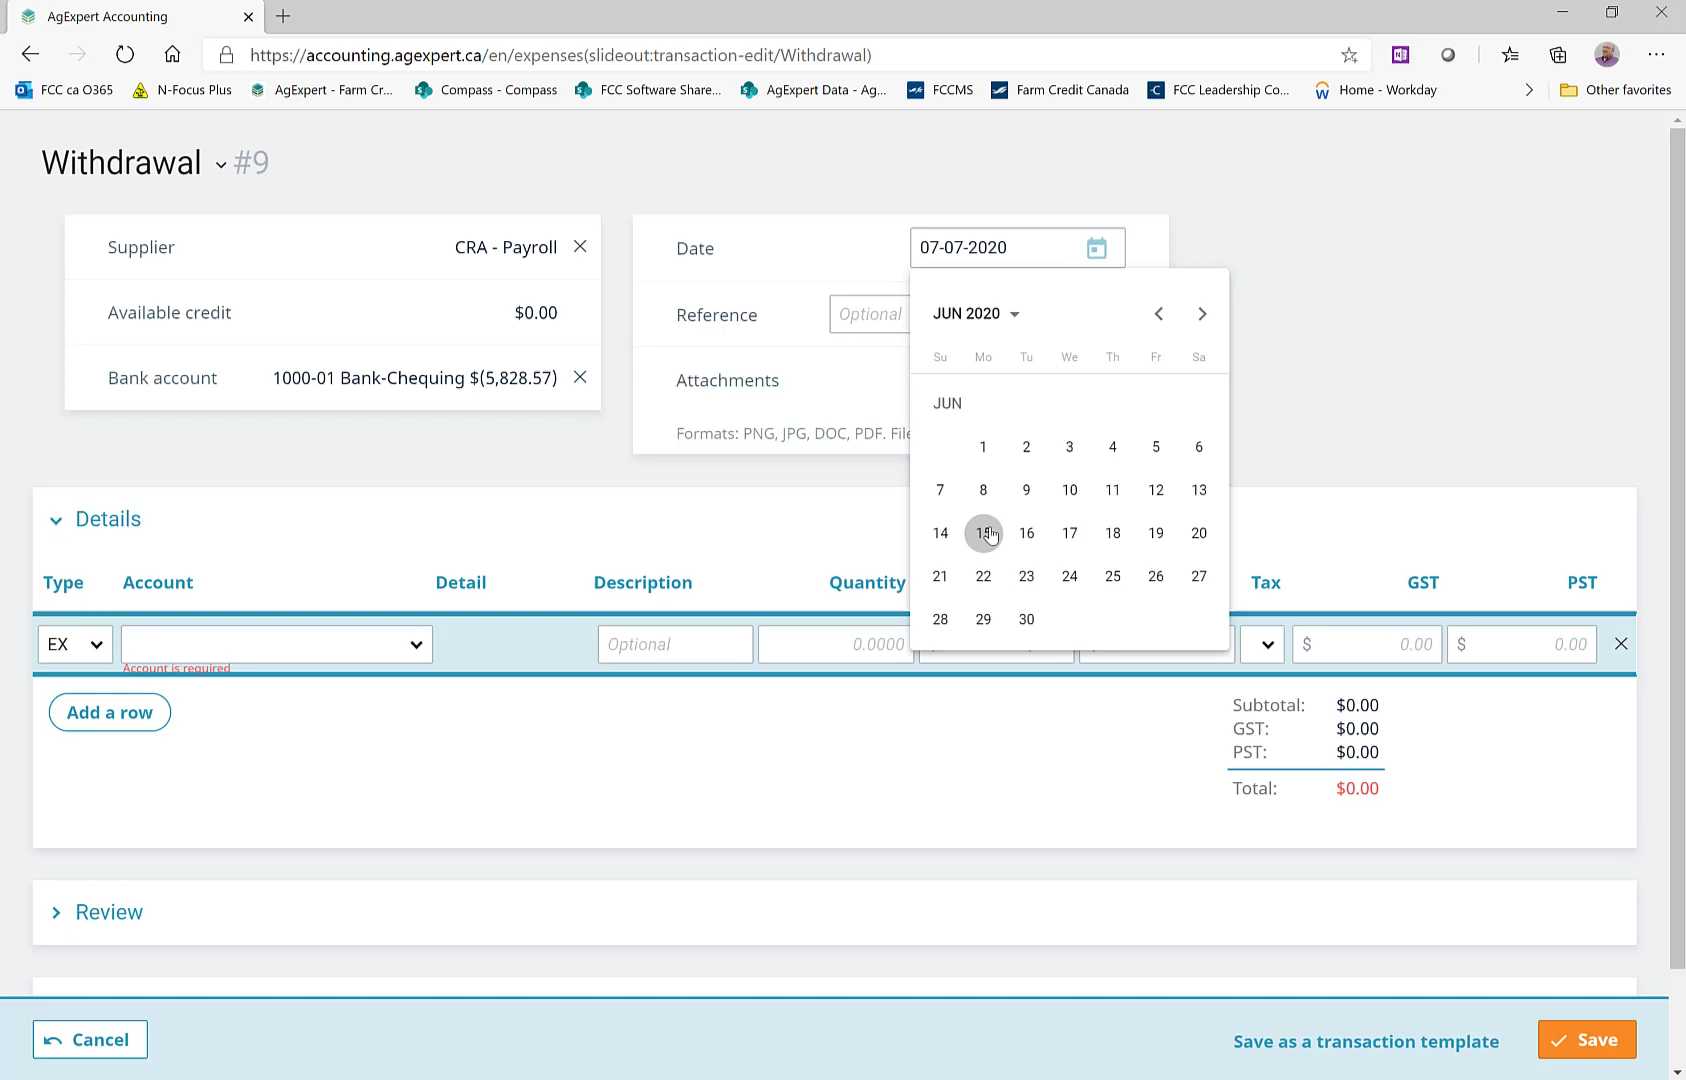 AgExpert Accounting
https://accounting.agexpert.ca/en/expenses(slideout:transaction-edit/Withdrawal)
FCC ca O365 N-Focus Plus AgExpert - Farm Cr... Compass - Compass FCC Software Share... AgExpert Data - Ag... FCCMS Farm Credit Canada FCC Leadership Co... Home - Workday Other favorites
Withdrawal #9
Supplier CRA - Payroll
Available credit $0.00
Bank account 1000-01 Bank-Chequing $(5,828.57)
Date 07-07-2020
Reference Optional
Attachments
Formats: PNG, JPG, DOC, PDF. File
JUN 2020
Su Mo Tu We Th Fr Sa
JUN
1 2 3 4 5 6
7 8 9 10 11 12 13
14 15 16 17 18 19 20
21 22 23 24 25 26 27
28 29 30
Details
Type Account Detail Description Quantity Tax GST PST
EX Optional 0.0000 $ 0.00 $ 0.00
Account is required
Add a row
Subtotal: $0.00
GST: $0.00
PST: $0.00
Total: $0.00
Review
Cancel Save as a transaction template Save